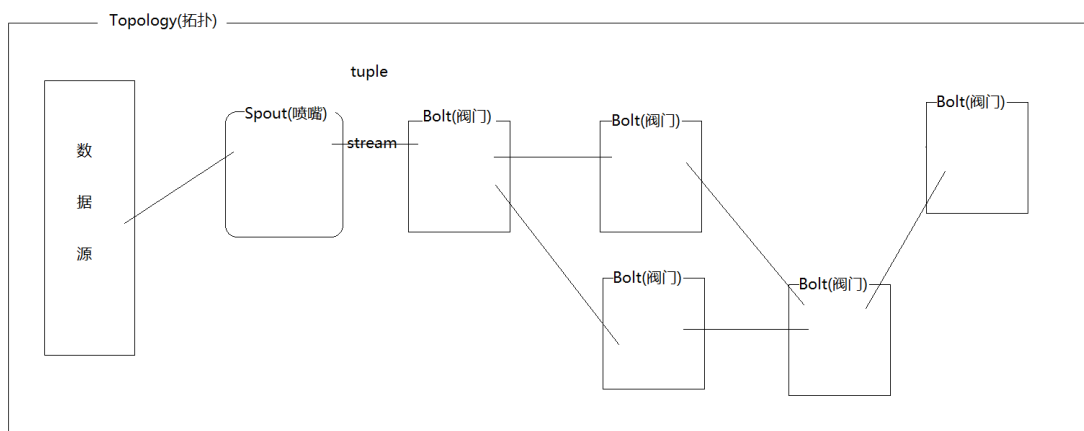 Topology(拓扑)
tuple
Spout(喷嘴)
Bolt(阀门)
Bolt(阀门)
Bolt(阀门)
数
据
源
stream
Bolt(阀门)
Bolt(阀门)